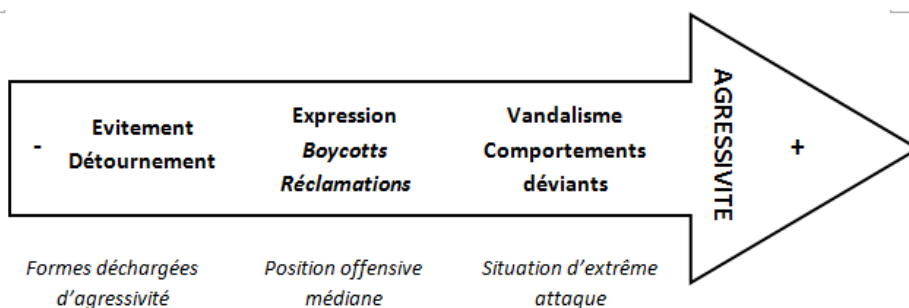 -
Evitement
Détournement
Expression
Boycotts
Réclamations
Vandalisme
Comportements
déviants
AGRESSIVITE
+
Formes déchargées
d'agressivité
Position offensive
médiane
Situation d'extrême
attaque